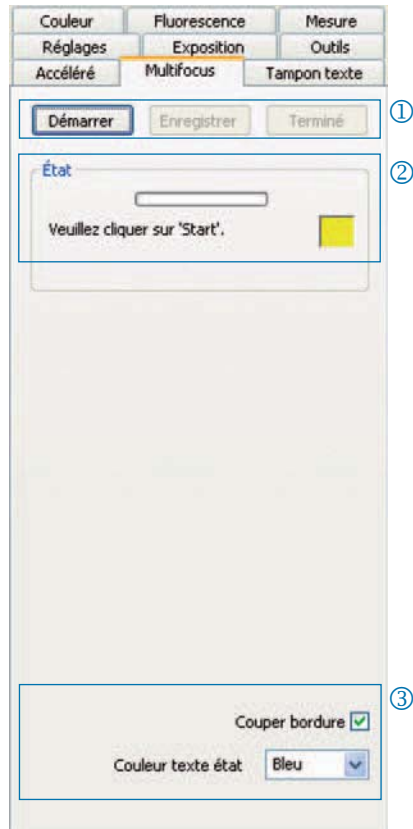 Couleur Fluorescence Mesure
Réglages Exposition Outils
Accéléré Multifocus Tampon texte
Démarrer Enregistrer Terminé ①
État ②
Veuillez cliquer sur 'Start'.
③
Couper bordure
Couleur texte état Bleu